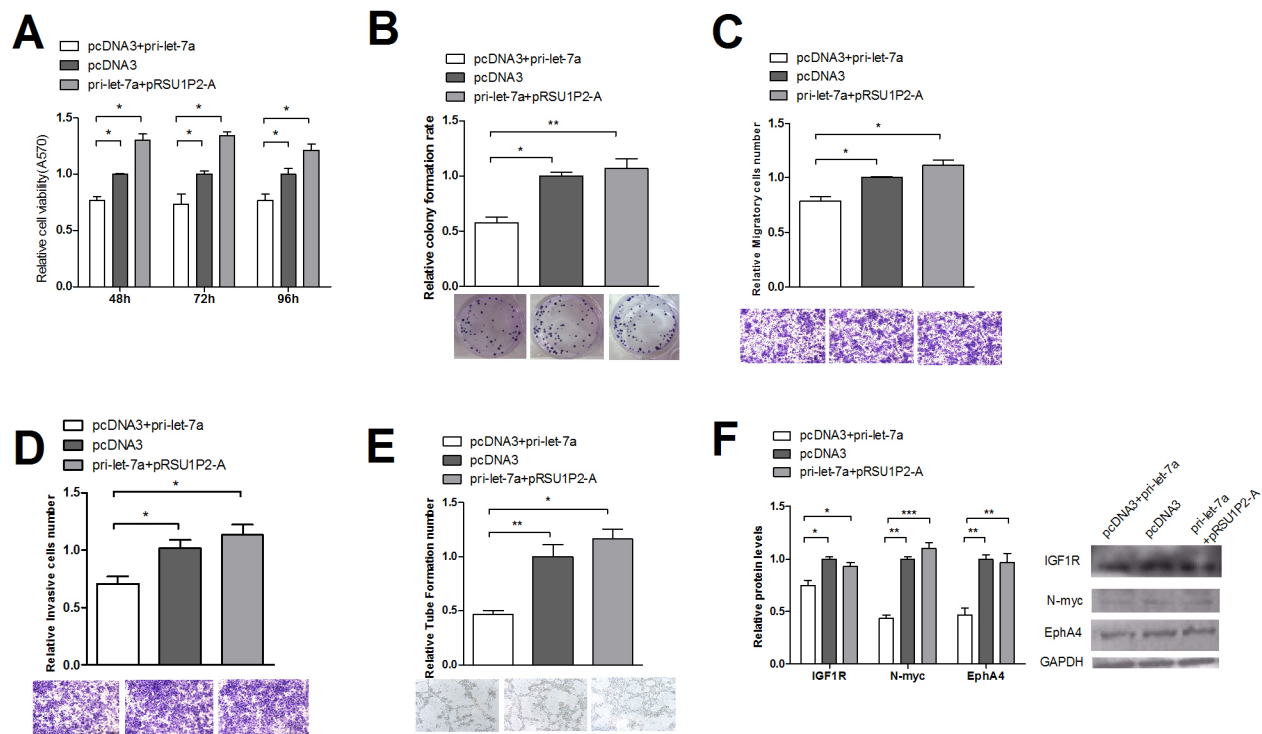 A
pcDNA3+pri-let-7a
pcDNA3
pri-let-7a+pRSU1P2-A
Relative cell viability(A570)
1.5
1.0
0.5
0.0
* * *
* * *
48h 72h 96h
B
pcDNA3+pri-let-7a
pcDNA3
pri-let-7a+pRSU1P2-A
Relative colony formation rate
1.5
1.0
0.5
0.0
**
*
C
pcDNA3+pri-let-7a
pcDNA3
pri-let-7a+pRSU1P2-A
Relative Migratory cells number
1.5
1.0
0.5
0.0
*
*
D
pcDNA3+pri-let-7a
pcDNA3
pri-let-7a+pRSU1P2-A
Relative Invasive cells number
1.5
1.0
0.5
0.0
*
*
E
pcDNA3+pri-let-7a
pcDNA3
pri-let-7a+pRSU1P2-A
Relative Tube Formation number
1.5
1.0
0.5
0.0
*
**
F
pcDNA3+pri-let-7a
pcDNA3
pri-let-7a+pRSU1P2-A
Relative protein levels
1.5
1.0
0.5
0.0
* *** **
* ** **
IGF1R N-myc EphA4
pcDNA3+pri-let-7a
pcDNA3
pri-let-7a
+pRSU1P2-A
IGF1R
N-myc
EphA4
GAPDH